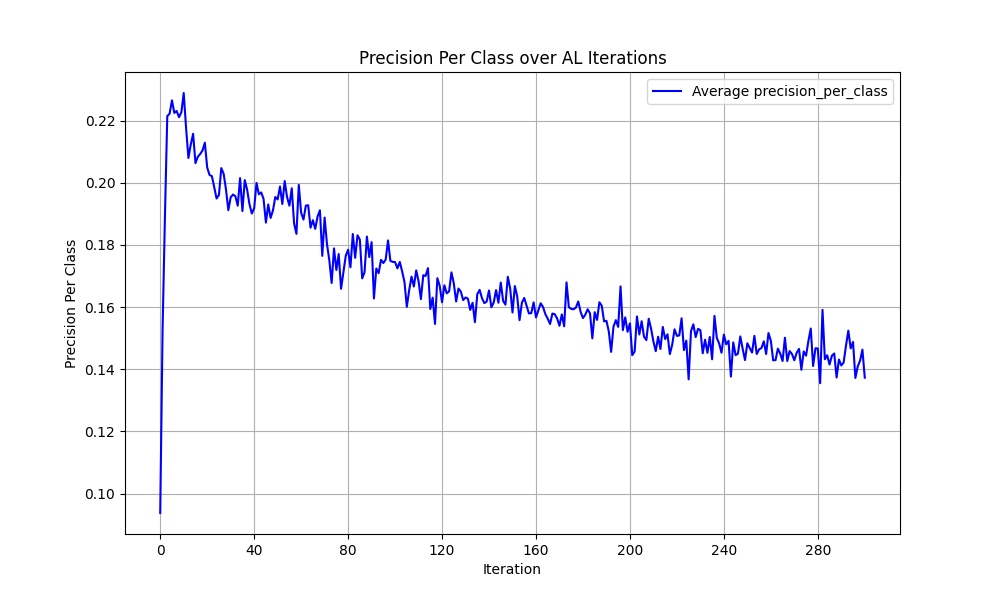 Precision Per Class over AL Iterations
Average precision_per_class
Precision Per Class
0.22
0.20
0.18
0.16
0.14
0.12
0.10
0 40 80 120 160 200 240 280
Iteration